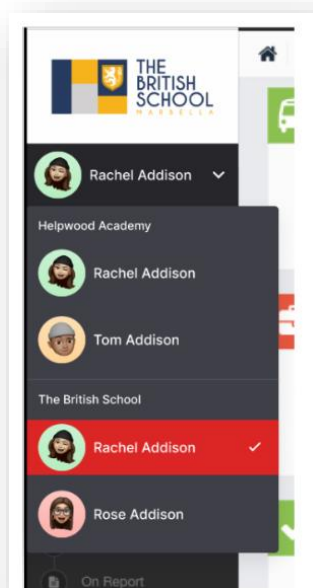 THE
BRITISH
SCHOOL
MARBELLA
Rachel Addison
Helpwood Academy
Rachel Addison
Tom Addison
The British School
Rachel Addison
Rose Addison
On Report